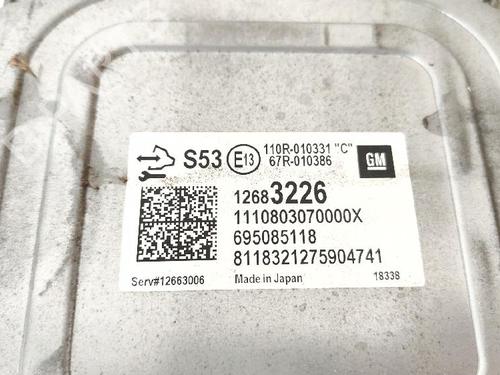 S53 E13 110R-010331 "C"
67R-010386
GM
12683226
1110803070000X
695085118
8118321275904741
Serv#12663006 Made in Japan 18338